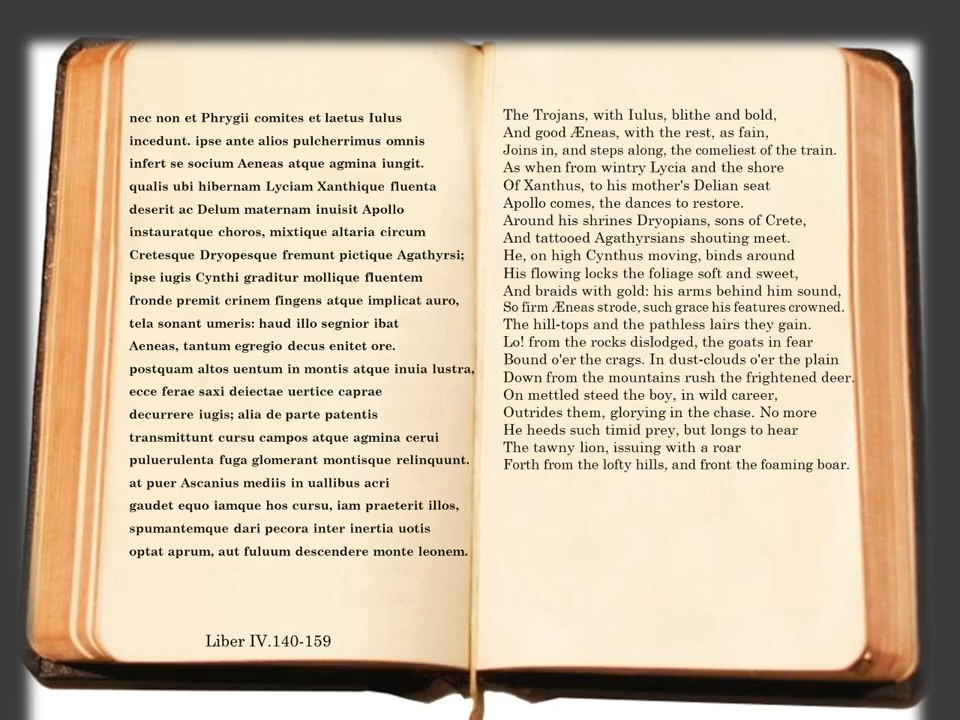 nec non et Phrygii comites et laetus Iulus
incedunt. ipse ante alios pulcherrimus omnis
infert se socium Aeneas atque agmina iungit.
qualis ubi hibernam Lyciam Xanthique fluenta
deserit ac Delum maternam inuisit Apollo
instauratque choros, mixtique altaria circum
Cretesque Dryopesque fremunt pictique Agathyrsi;
ipse iugis Cynthi graditur mollique fluentem
fronde premit crinem fingens atque implicat auro,
tela sonant umeris: haud illo segnior ibat
Aeneas, tantum egregio decus enitet ore.
postquam altos uentum in montis atque inuia lustra,
ecce ferae saxi deiectae uertice caprae
decurrere iugis; alia de parte patentis
transmittunt cursu campos atque agmina cerui
puluerulenta fuga glomerant montisque relinquunt.
at puer Ascanius mediis in uallibus acri
gaudet equo iamque hos cursu, iam praeterit illos,
spumantemque dari pecora inter inertia uotis
optat aprum, aut fuluum descendere monte leonem.
Liber IV.140-159
The Trojans, with Iulus, blithe and bold,
And good Æneas, with the rest, as fain,
Joins in, and steps along, the comeliest of the train.
As when from wintry Lycia and the shore
Of Xanthus, to his mother's Delian seat
Apollo comes, the dances to restore.
Around his shrines Dryopians, sons of Crete,
And tattooed Agathyrsians shouting meet.
He, on high Cynthus moving, binds around
His flowing locks the foliage soft and sweet,
And braids with gold: his arms behind him sound,
So firm Æneas strode, such grace his features crowned.
The hill-tops and the pathless lairs they gain.
Lo! from the rocks dislodged, the goats in fear
Bound o'er the crags. In dust-clouds o'er the plain
Down from the mountains rush the frightened deer.
On mettled steed the boy, in wild career,
Outrides them, glorying in the chase. No more
He heeds such timid prey, but longs to hear
The tawny lion, issuing with a roar
Forth from the lofty hills, and front the foaming boar.